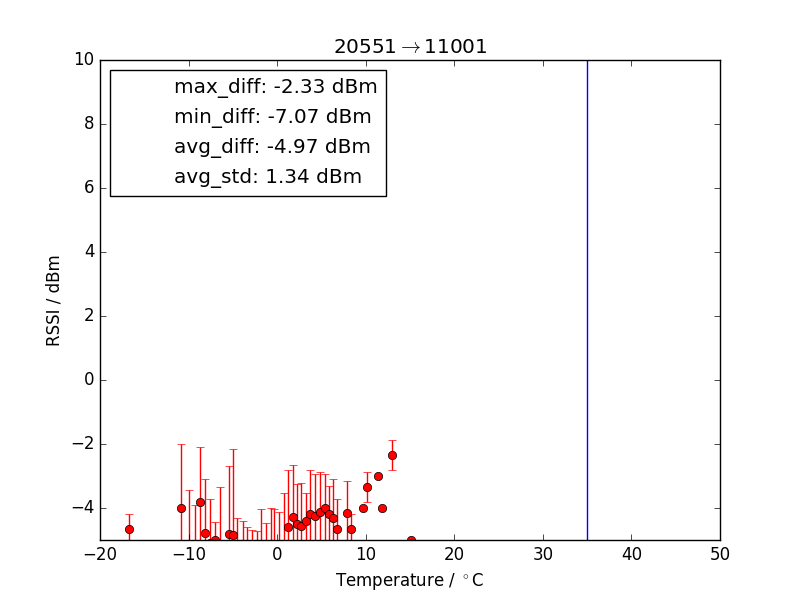 20551→11001
max_diff: -2.33 dBm
min_diff: -7.07 dBm
avg_diff: -4.97 dBm
avg_std: 1.34 dBm
RSSI / dBm
10
8
6
4
2
0
−2
−4
−20 −10 0 10 20 30 40 50
Temperature / °C